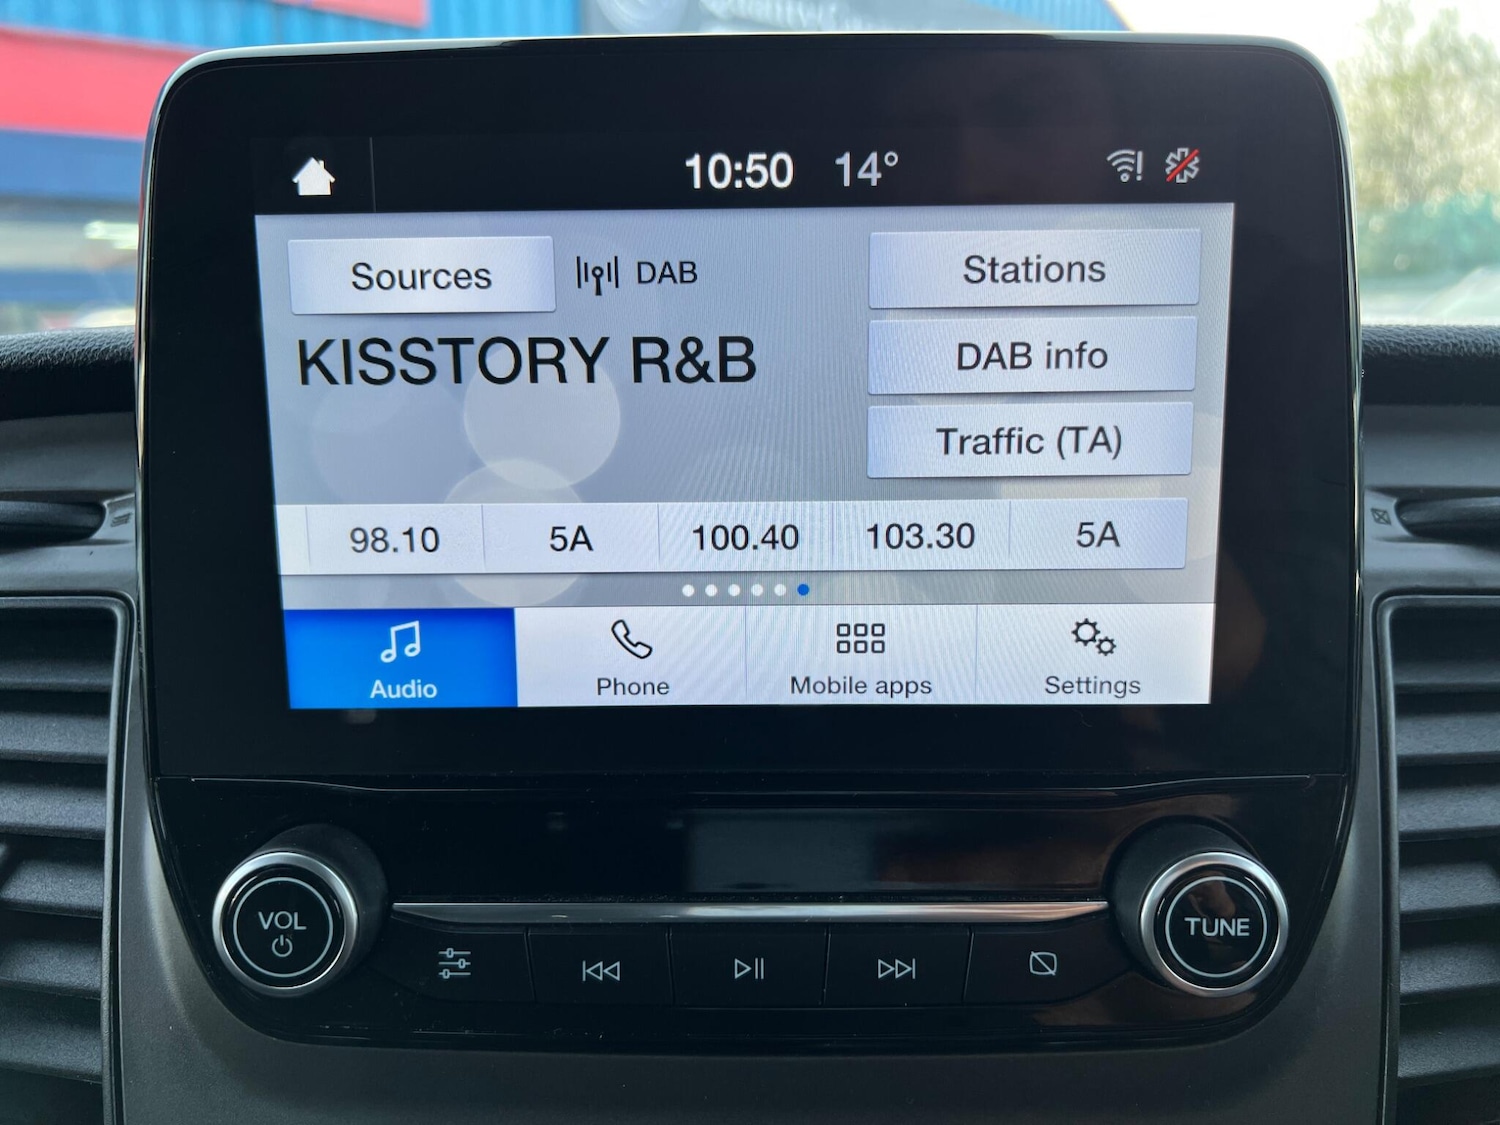 10:50 14°
Sources DAB Stations
KISSTORY R&B
DAB info
Traffic (TA)
98.10 5A 100.40 103.30 5A
Audio Phone Mobile apps Settings
VOL
TUNE